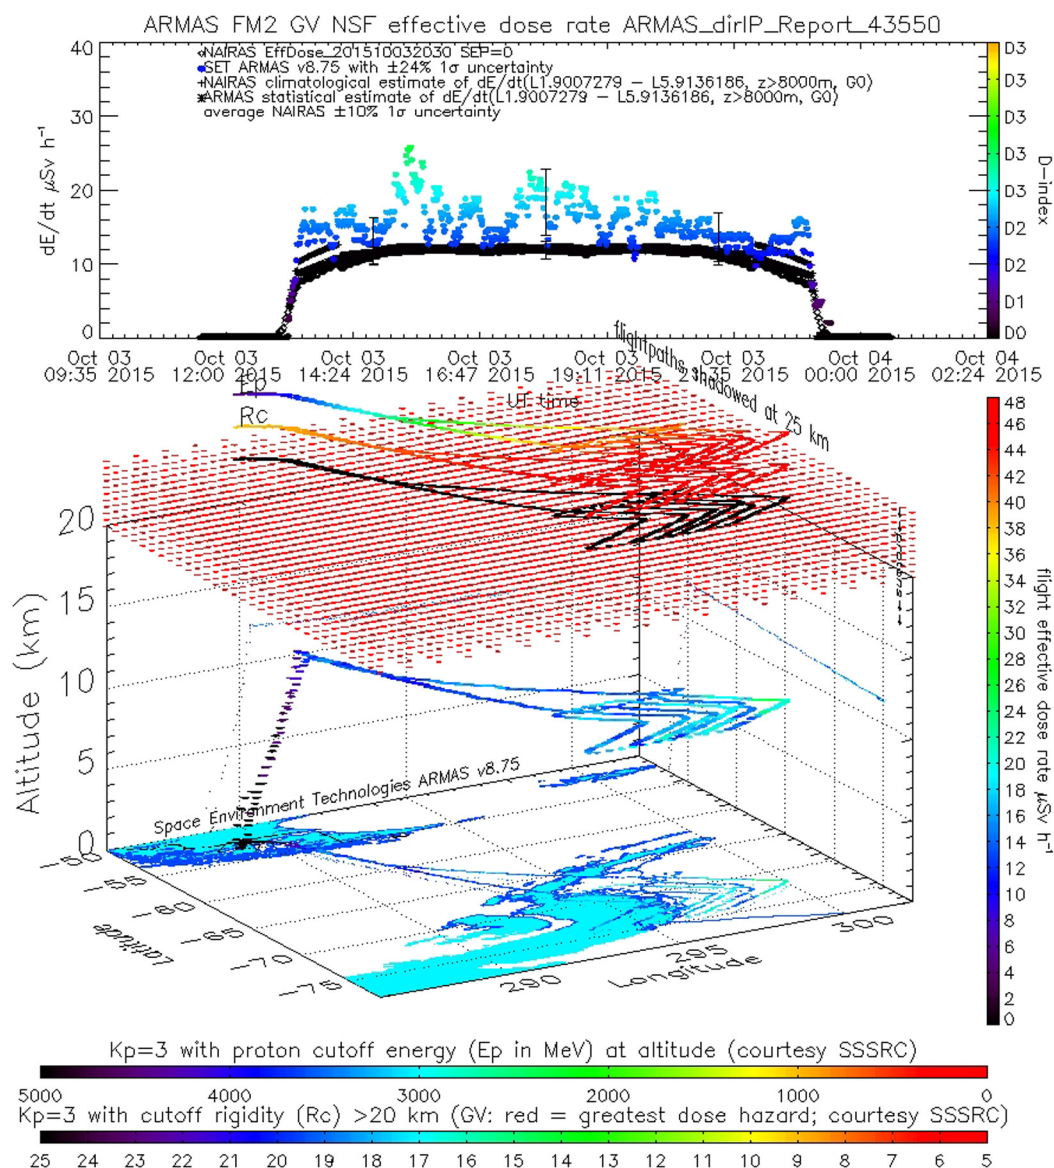 ARMAS FM2 GV NSF effective dose rate ARMAS_dirIP_Report_43550
40
30
20
10
0
dE/dt μSv h⁻¹
NAIRAS EffDose_201510032030 SEP=0
SET ARMAS v8.75 with ±24% 1σ uncertainty
NAIRAS climatological estimate of dE/dt(L1.9007279 – L5.9136186, z>8000m, G0)
ARMAS statistical estimate of dE/dt(L1.9007279 – L5.9136186, z>8000m, G0)
average NAIRAS ±10% 1σ uncertainty
D3
D3
D3
D3
D3
D2
D2
D1
D0
D-index
Oct 03 Oct 03 Oct 03 Oct 03 Oct 03 Oct 03 Oct 04 Oct 04
09:35 2015 12:00 2015 14:24 2015 16:47 2015 19:11 2015 21:35 2015 00:00 2015 02:24 2015
UT time
flightpaths shadowed at 25 km
Ep
Rc
20
15
10
5
0
Altitude (km)
Space Environment Technologies ARMAS v8.75
-50
-55
-60
-65
-70
-75
Latitude
290
295
300
Longitude
48
46
44
42
40
38
36
34
32
30
28
26
24
22
20
18
16
14
12
10
8
6
4
2
0
flight effective dose rate μSv h⁻¹
Kp=3 with proton cutoff energy (Ep in MeV) at altitude (courtesy SSSRC)
5000 4000 3000 2000 1000 0
Kp=3 with cutoff rigidity (Rc) >20 km (GV: red = greatest dose hazard; courtesy SSSRC)
25 24 23 22 21 20 19 18 17 16 15 14 13 12 11 10 9 8 7 6 5